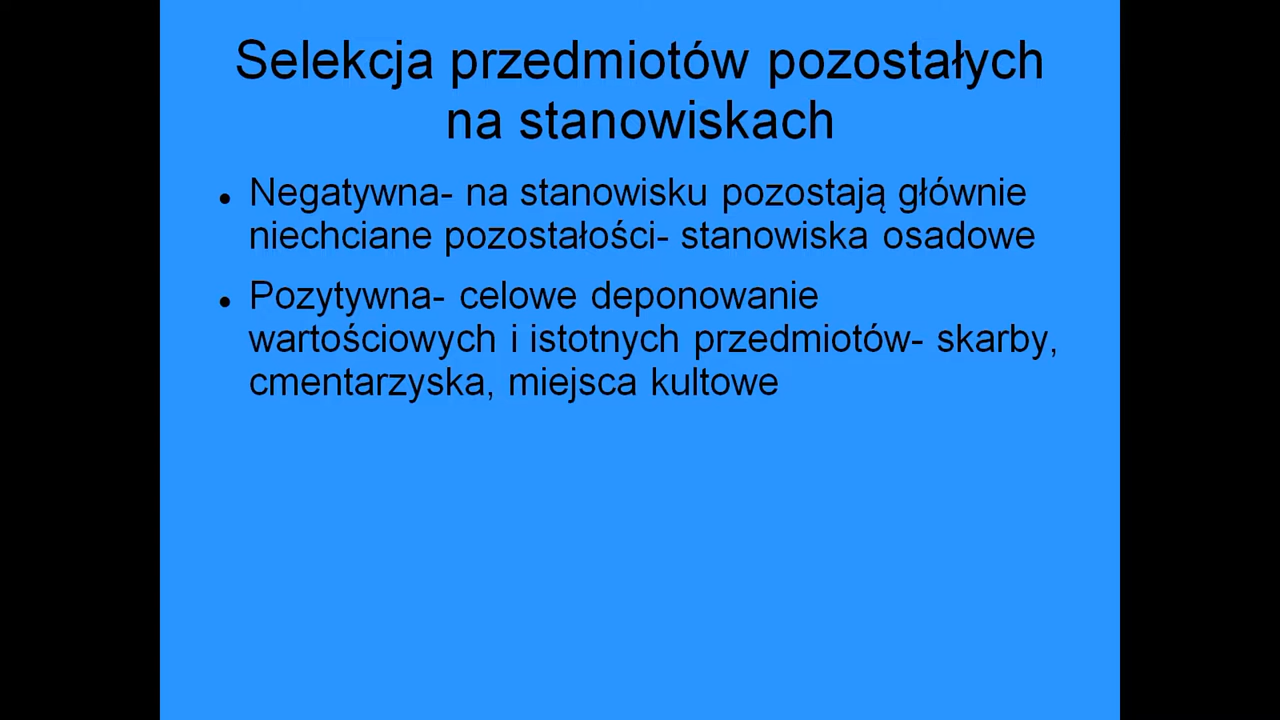 Selekcja przedmiotów pozostałych
na stanowiskach
• Negatywna- na stanowisku pozostają głównie
niechciane pozostałości- stanowiska osadowe
• Pozytywna- celowe deponowanie
wartościowych i istotnych przedmiotów- skarby,
cmentarzyska, miejsca kultowe